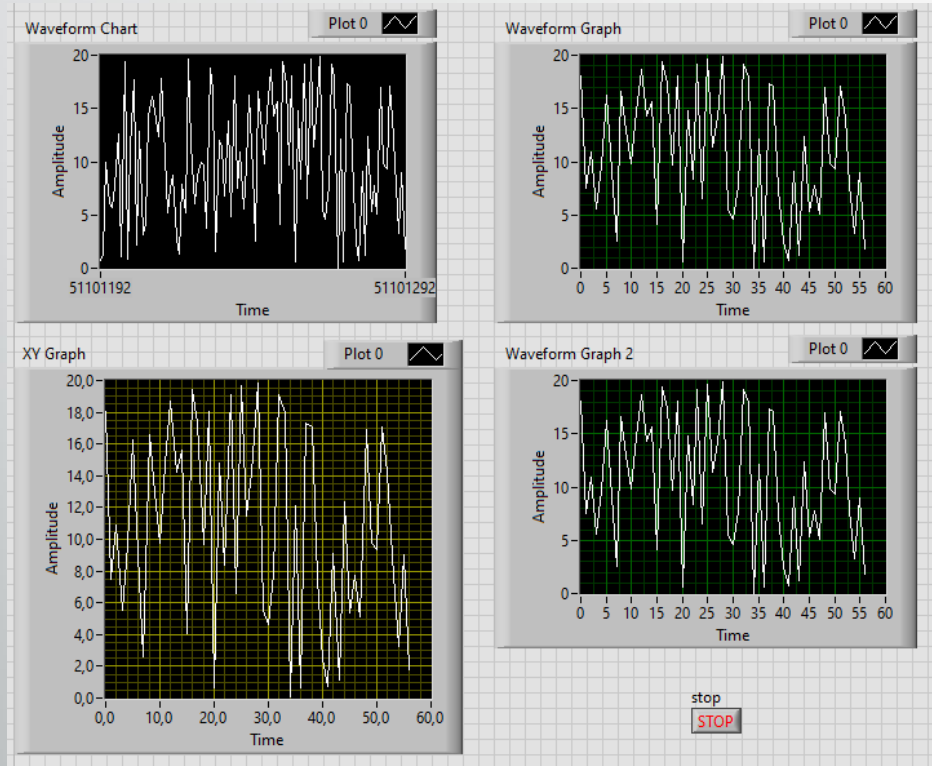 Waveform Chart
Plot 0
Amplitude
20
15
10
5
0
51101192
51101292
Time
Waveform Graph
Plot 0
Amplitude
20
15
10
5
0
0 5 10 15 20 25 30 35 40 45 50 55 60
Time
XY Graph
Plot 0
Amplitude
20,0
18,0
16,0
14,0
12,0
10,0
8,0
6,0
4,0
2,0
0,0
0,0 10,0 20,0 30,0 40,0 50,0 60,0
Time
Waveform Graph 2
Plot 0
Amplitude
20
15
10
5
0
0 5 10 15 20 25 30 35 40 45 50 55 60
Time
stop
STOP